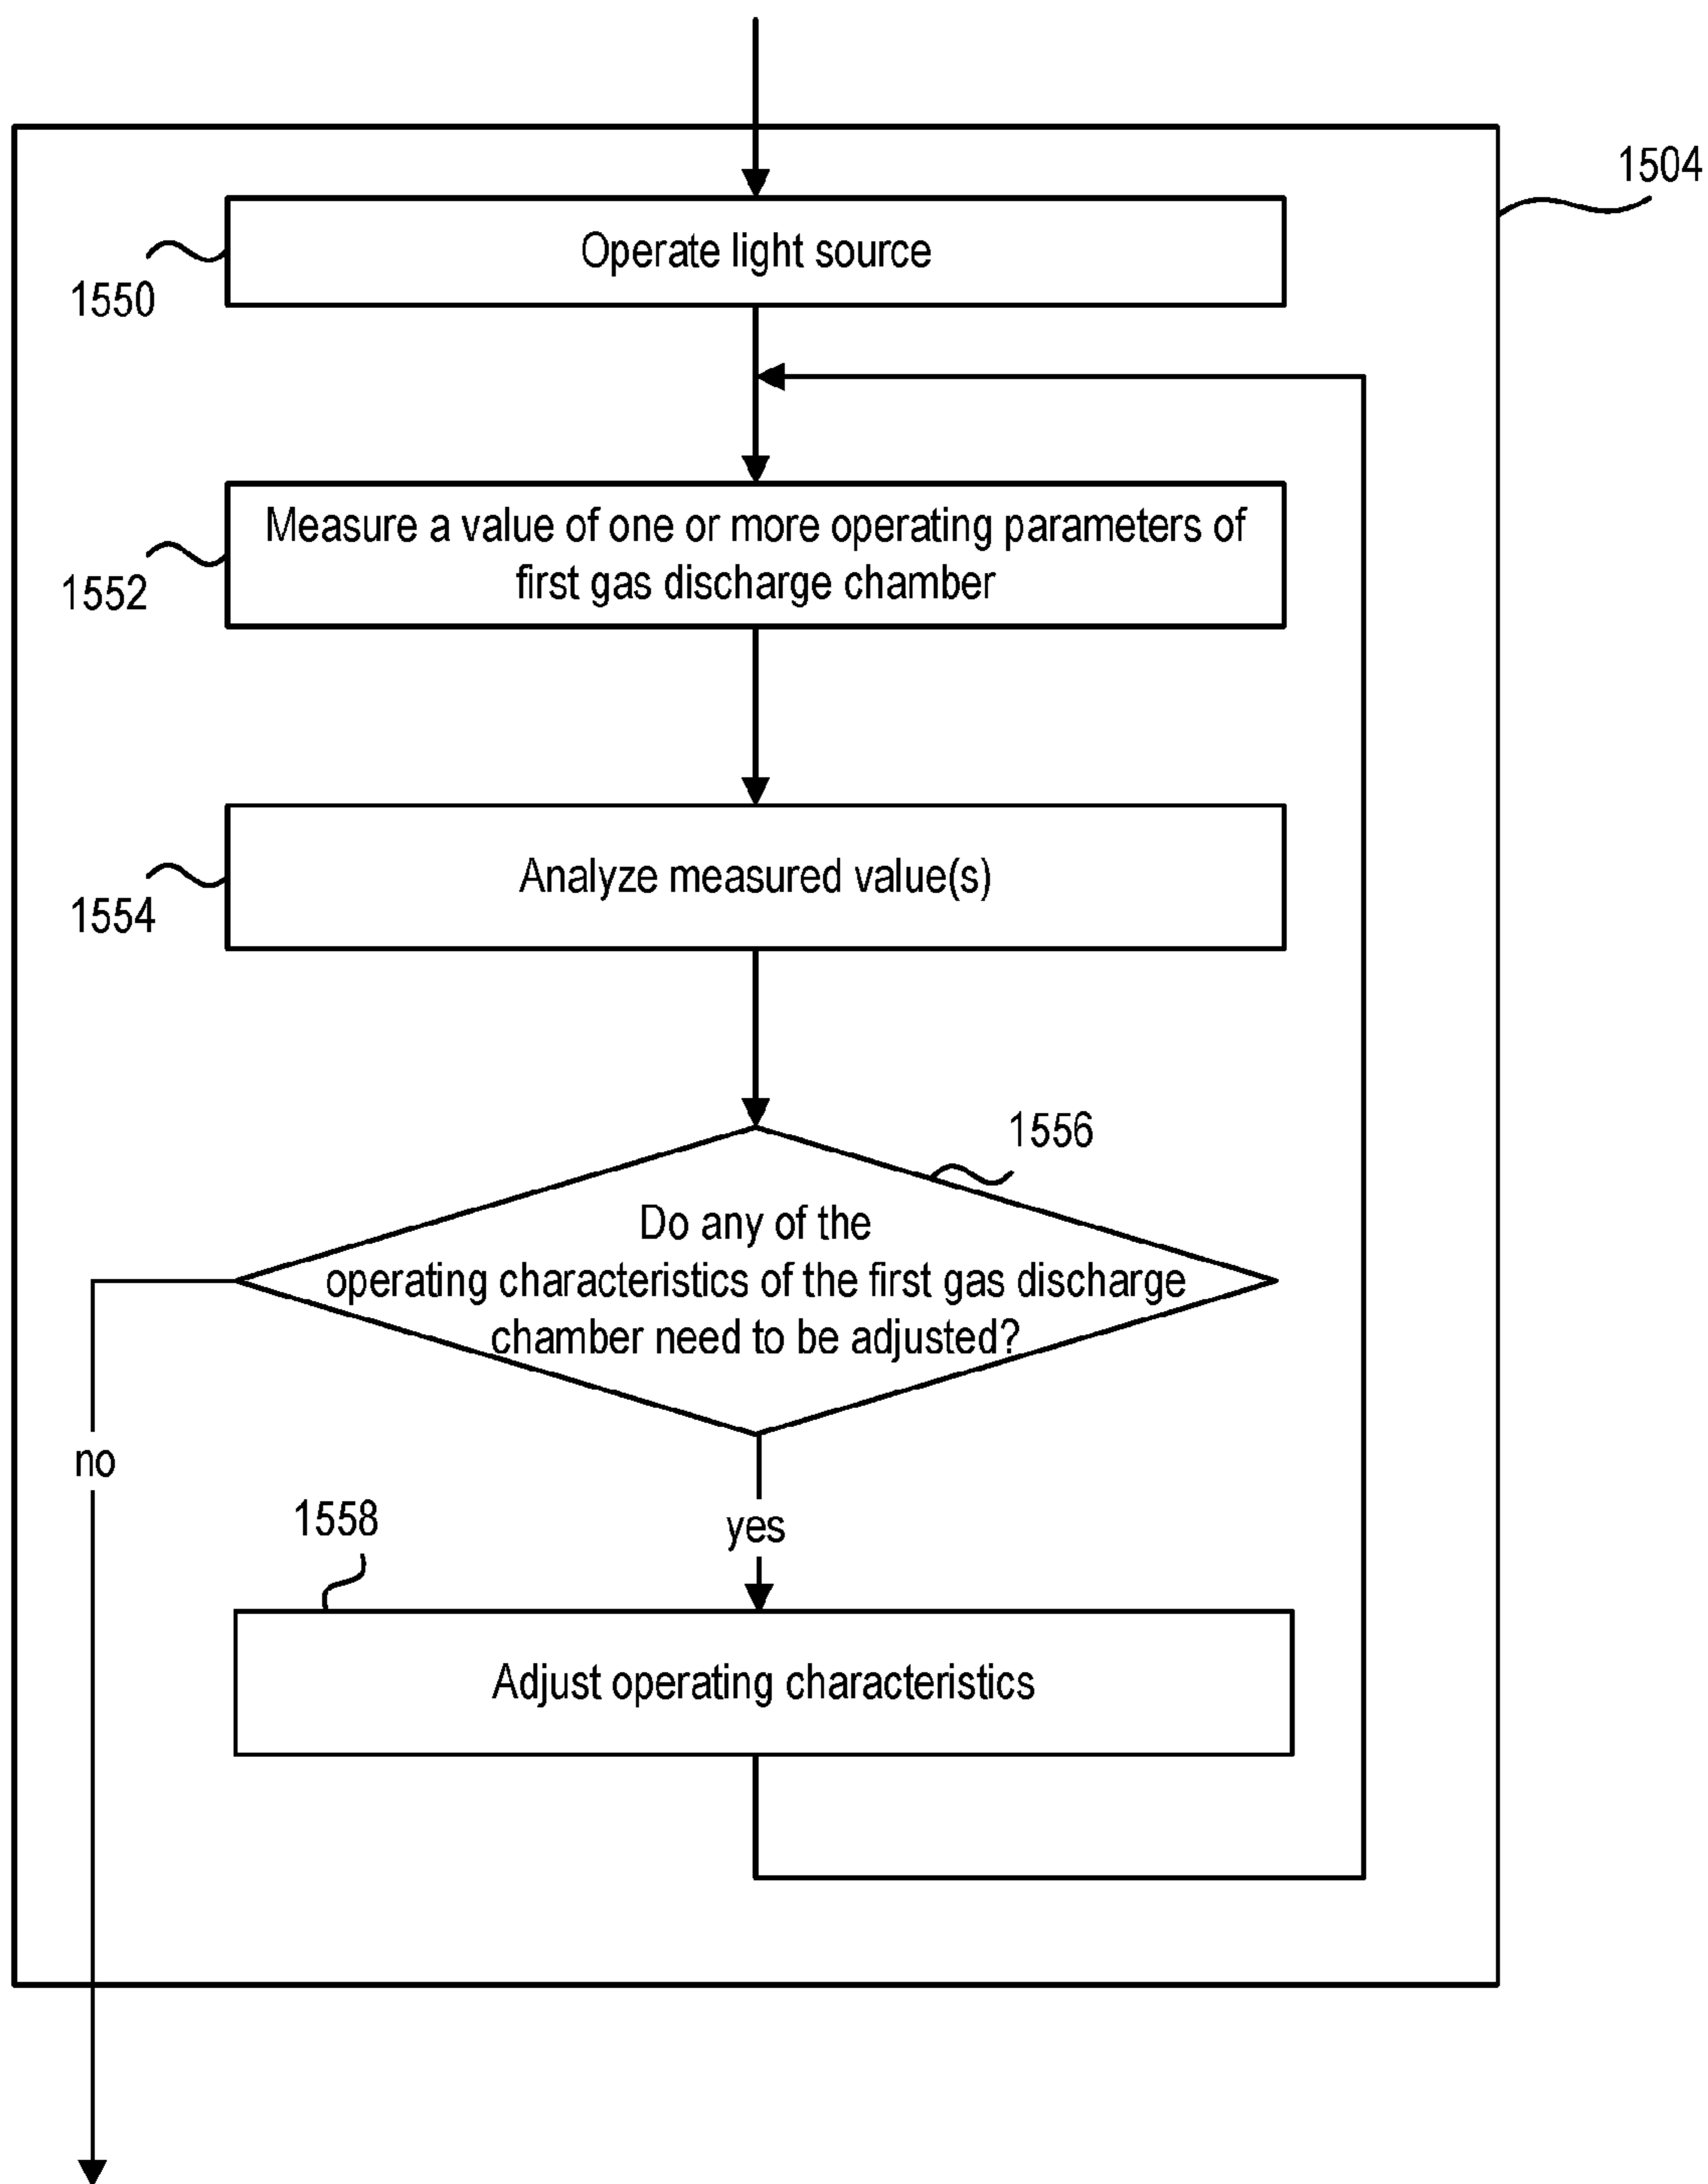 1504
Operate light source
1550
Measure a value of one or more operating parameters of
first gas discharge chamber
1552
Analyze measured value(s)
1554
1556
Do any of the
operating characteristics of the first gas discharge
chamber need to be adjusted?
no
yes
1558
Adjust operating characteristics